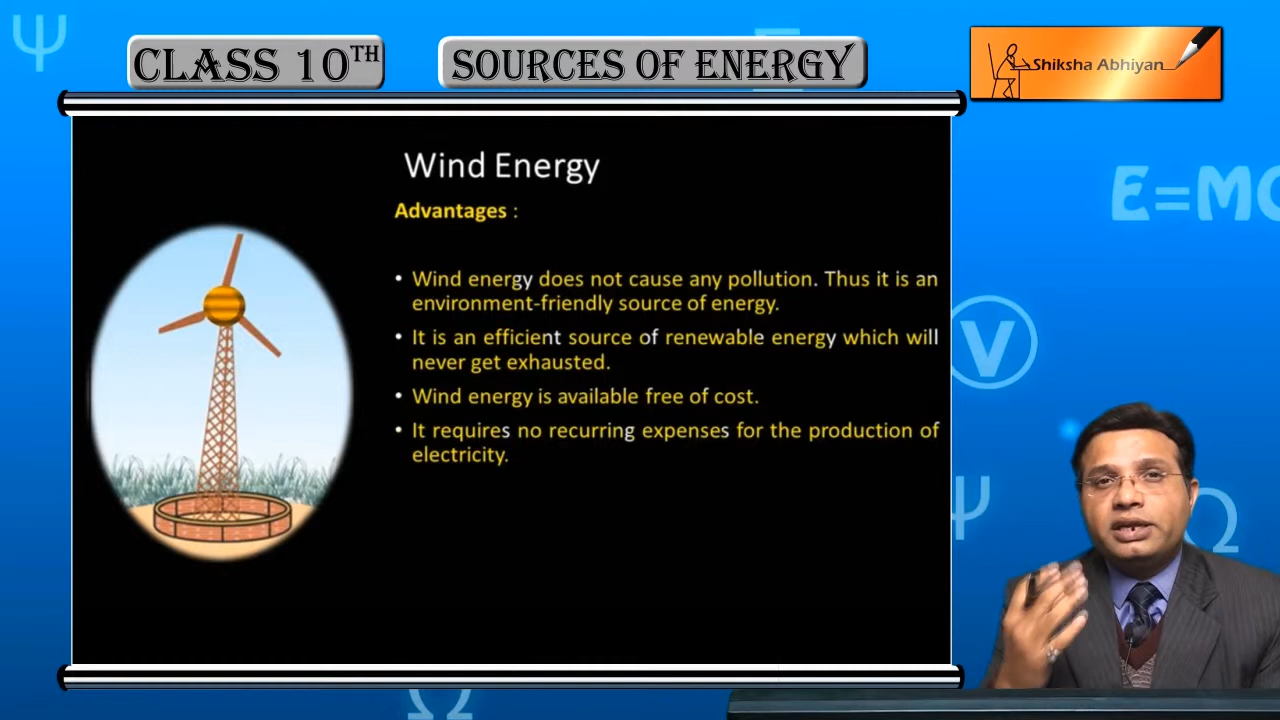 CLASS 10TH
SOURCES OF ENERGY
Shiksha Abhiyan
Wind Energy
Advantages :
• Wind energy does not cause any pollution. Thus it is an
environment-friendly source of energy.
• It is an efficient source of renewable energy which will
never get exhausted.
• Wind energy is available free of cost.
• It requires no recurring expenses for the production of
electricity.
Ψ
E=MC
V
Ψ
Ω
Ω